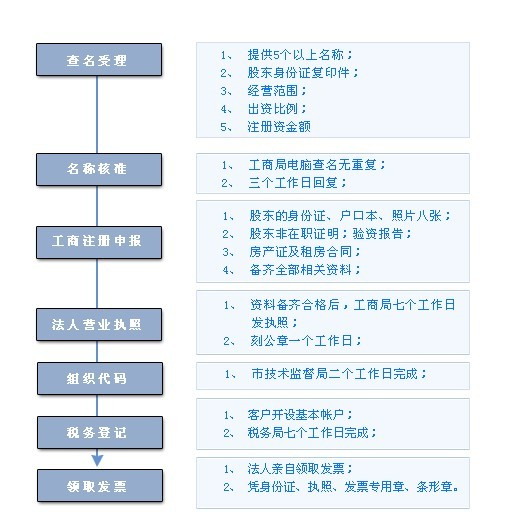 查名受理
1、 提供5个以上名称；
2、 股东身份证复印件；
3、 经营范围；
4、 出资比例；
5、 注册资金额
名称核准
1、 工商局电脑查名无重复；
2、 三个工作日回复；
工商注册申报
1、 股东的身份证、户口本、照片八张；
2、 股东非在职证明；验资报告；
3、 房产证及租房合同；
4、 备齐全部相关资料；
法人营业执照
1、 资料备齐合格后，工商局七个工作日
发执照；
2、 刻公章一个工作日；
组织代码
1、 市技术监督局二个工作日完成；
税务登记
1、 客户开设基本帐户；
2、 税务局七个工作日完成；
领取发票
1、 法人亲自领取发票；
2、 凭身份证、执照、发票专用章、条形章。